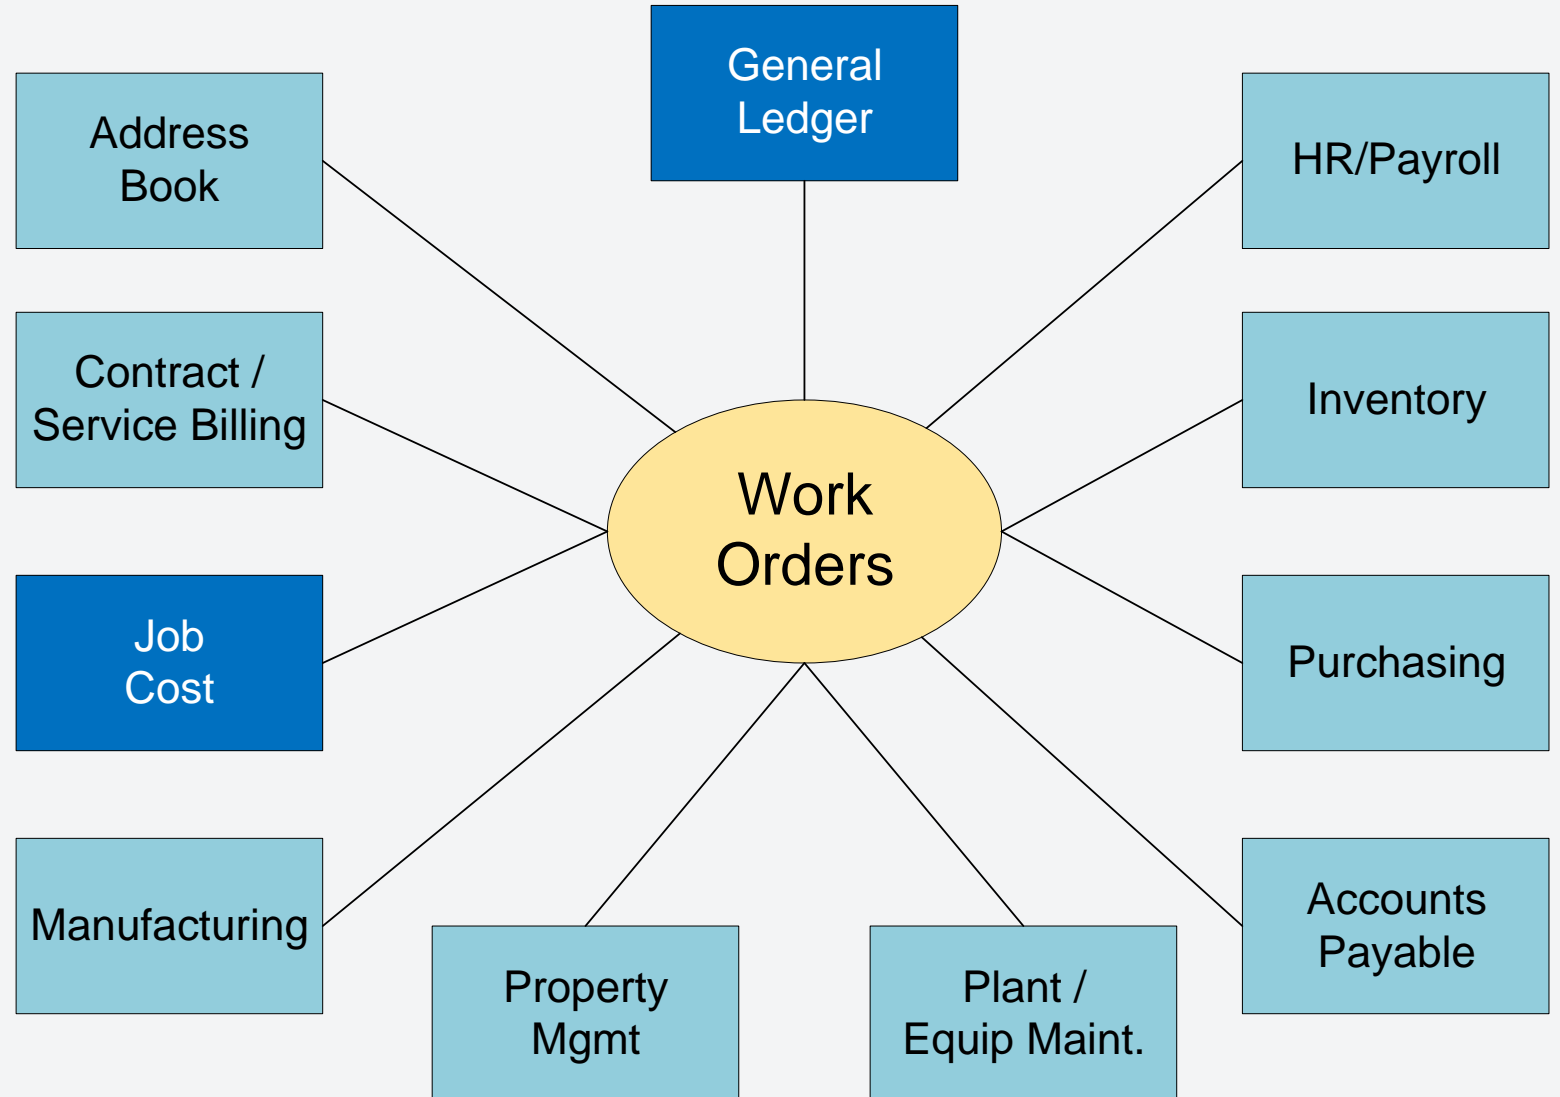 General
Ledger
Address
Book
HR/Payroll
Contract /
Service Billing
Inventory
Work
Orders
Job
Cost
Purchasing
Manufacturing
Accounts
Payable
Property
Mgmt
Plant /
Equip Maint.